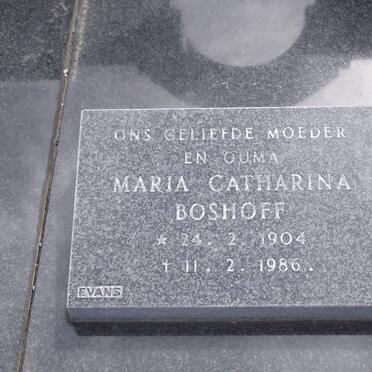 ONS GELIEFDE MOEDER
EN OUMA
MARIA CATHARINA
BOSHOFF
* 24. 2. 1904
† 11. 2. 1986.
EVANS